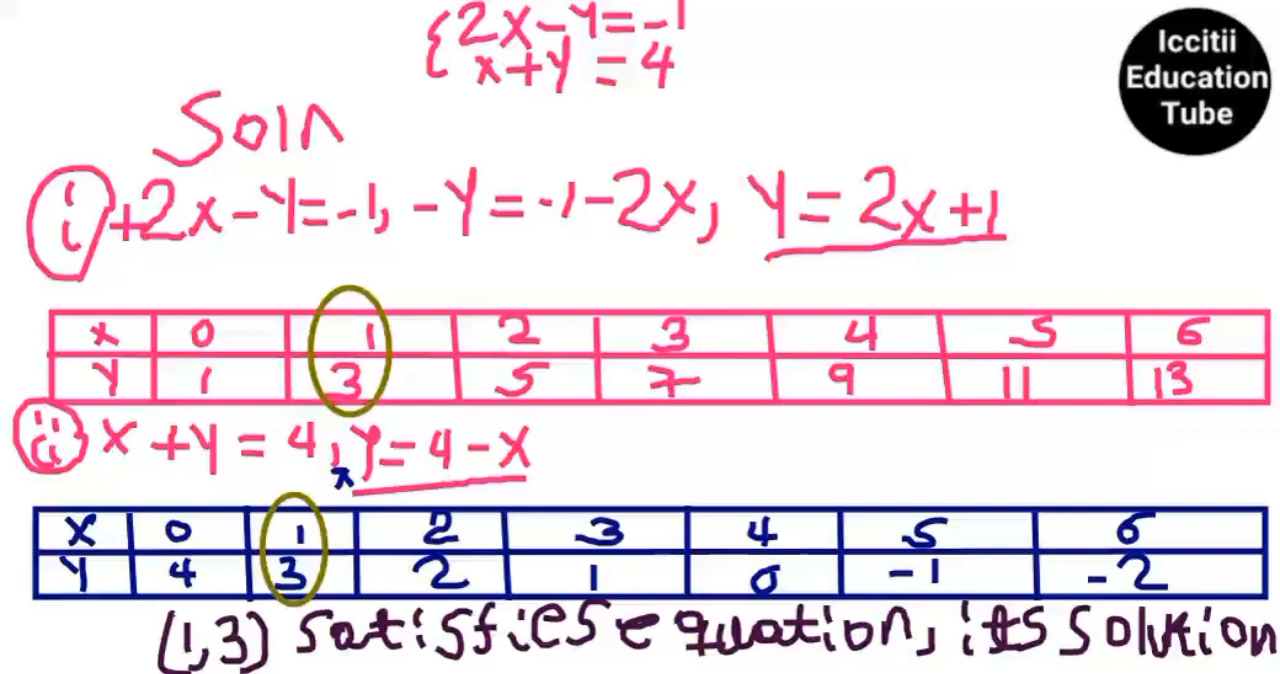 {2x-y=-1
x+y=4
Iccitii
Education
Tube
Soln
i +2x-y=-1, -y=-1-2x, y=2x+1
x 0 1 2 3 4 5 6
y 1 3 5 7 9 11 13
ii x+y=4, y=4-x
x
x 0 1 2 3 4 5 6
y 4 3 2 1 0 -1 -2
(1,3) satisfies equation, its solution